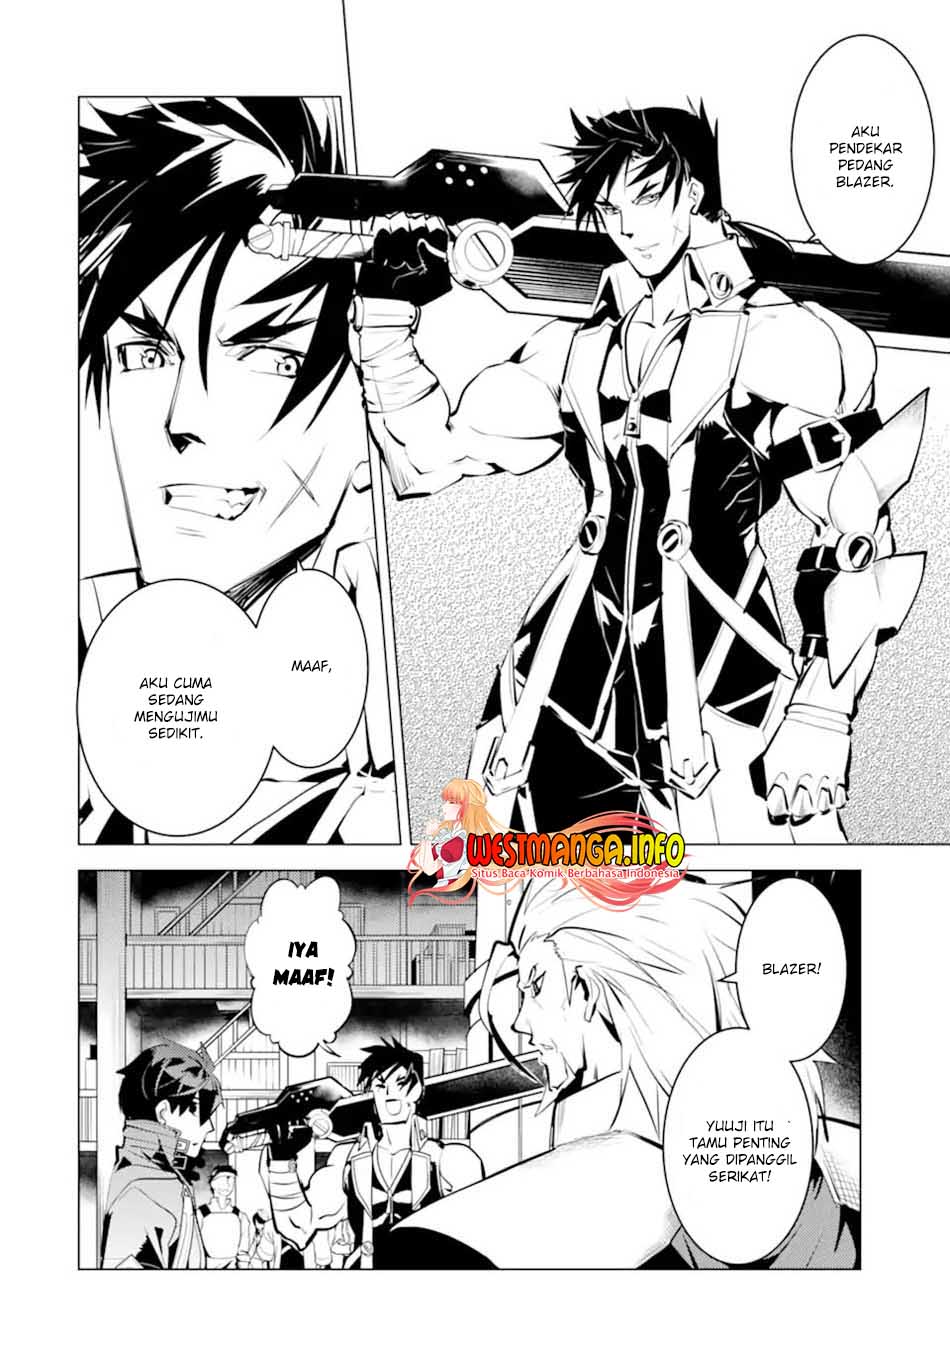 AKU
PENDEKAR
PEDANG
BLAZER.
MAAF,
AKU CUMA
SEDANG
MENGUJIMU
SEDIKIT.
WESTMANGA.INFO
Situs Baca Komik Berbahasa Indonesia
BLAZER!
YUUJI ITU
TAMU PENTING
YANG DIPANGGIL
SERIKAT!
IYA
MAAF!